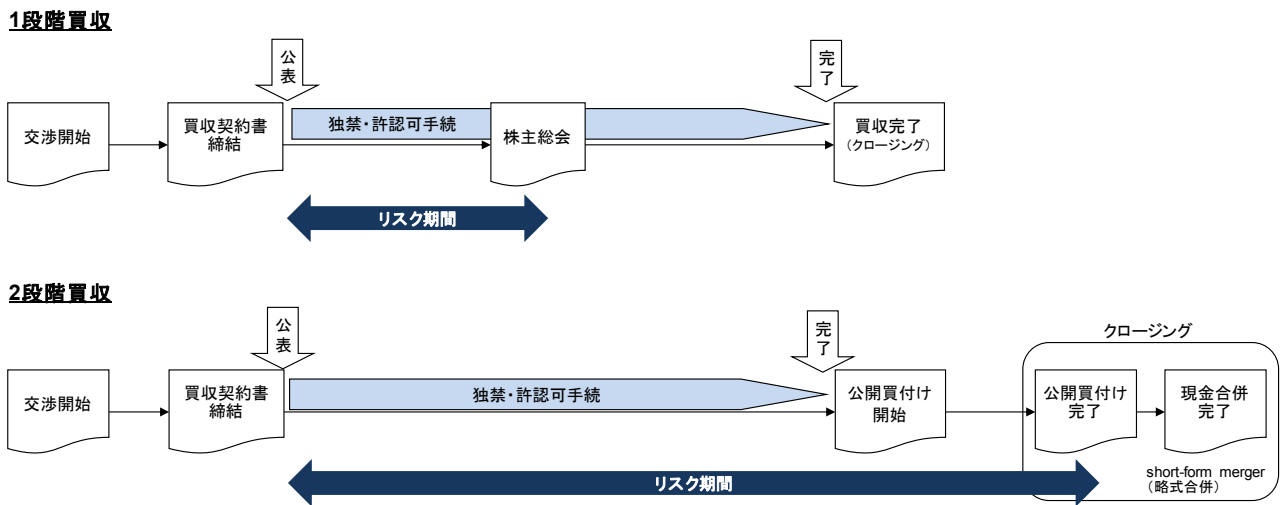 1段階買収
公
表
完
了
交渉開始
買収契約書
締結
独禁・許認可手続
株主総会
買収完了
(クロージング)
リスク期間
2段階買収
公
表
完
了
クロージング
交渉開始
買収契約書
締結
独禁・許認可手続
公開買付け
開始
公開買付け
完了
現金合併
完了
リスク期間
short-form merger
(略式合併)